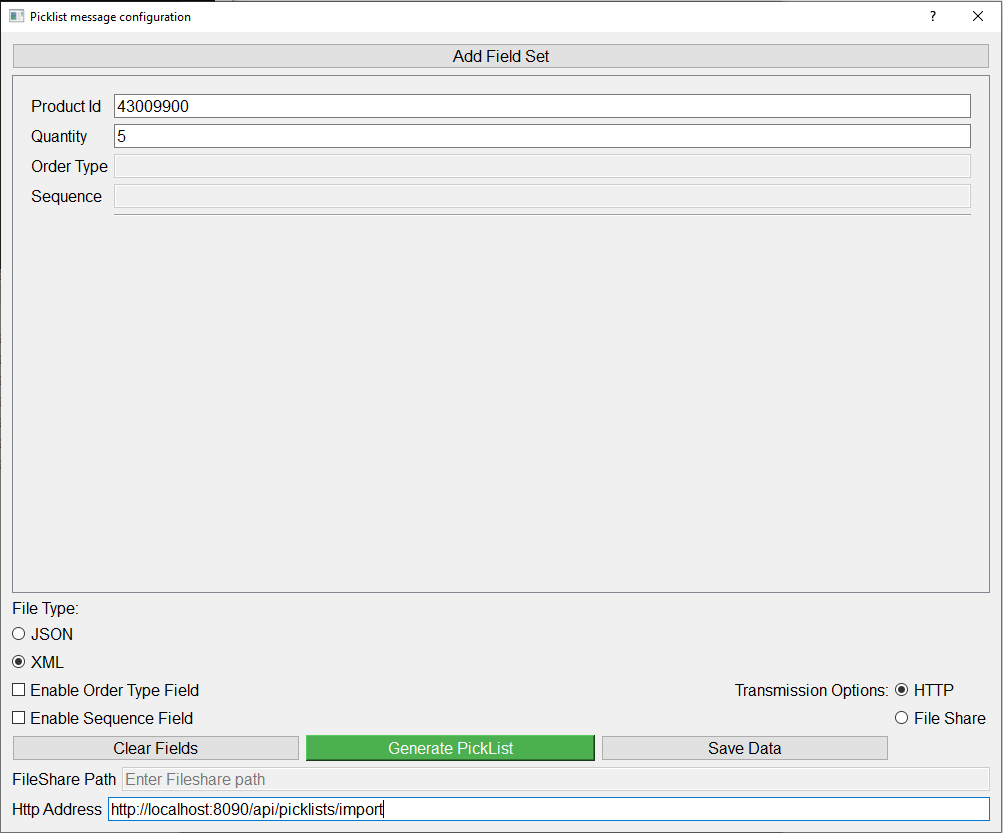 Picklist message configuration ?
Add Field Set
Product Id 43009900
Quantity 5
Order Type
Sequence
File Type:
JSON
XML
Enable Order Type Field Transmission Options: HTTP
Enable Sequence Field File Share
Clear Fields Generate PickList Save Data
FileShare Path Enter Fileshare path
Http Address http://localhost:8090/api/picklists/import